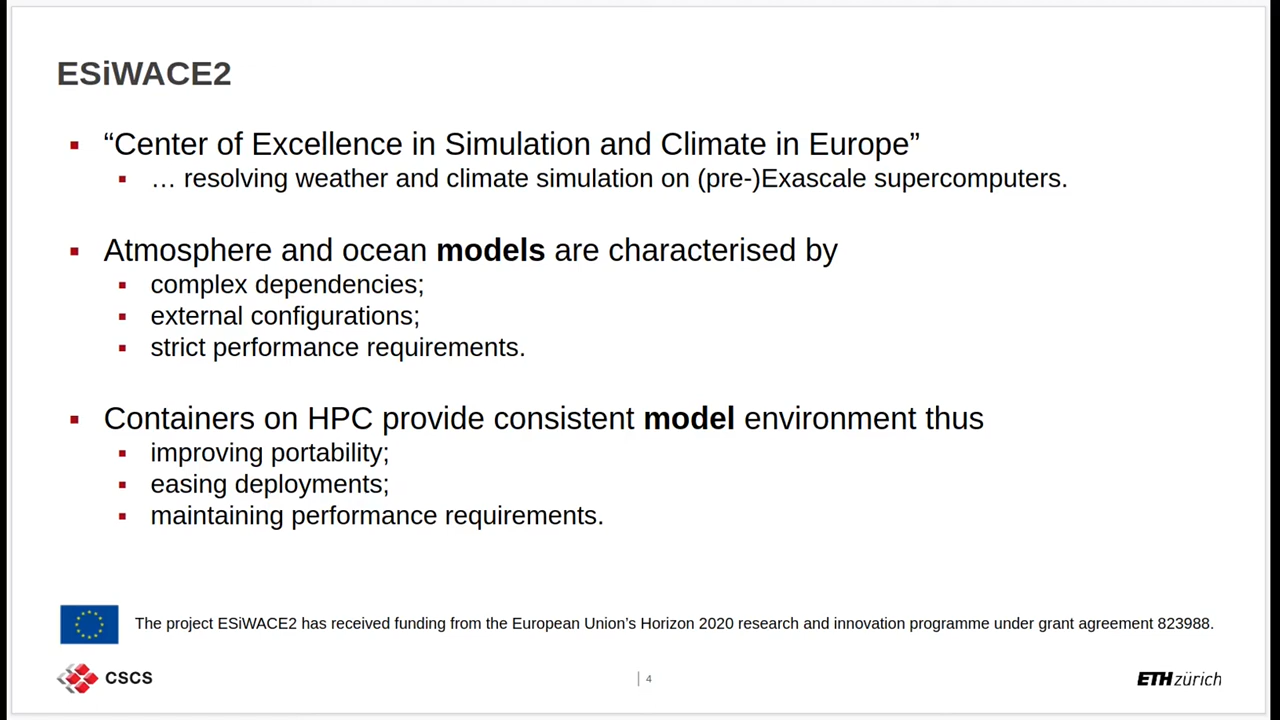 ESiWACE2
“Center of Excellence in Simulation and Climate in Europe”
… resolving weather and climate simulation on (pre-)Exascale supercomputers.
Atmosphere and ocean models are characterised by
complex dependencies;
external configurations;
strict performance requirements.
Containers on HPC provide consistent model environment thus
improving portability;
easing deployments;
maintaining performance requirements.
The project ESiWACE2 has received funding from the European Union’s Horizon 2020 research and innovation programme under grant agreement 823988.
CSCS
4
ETH zürich